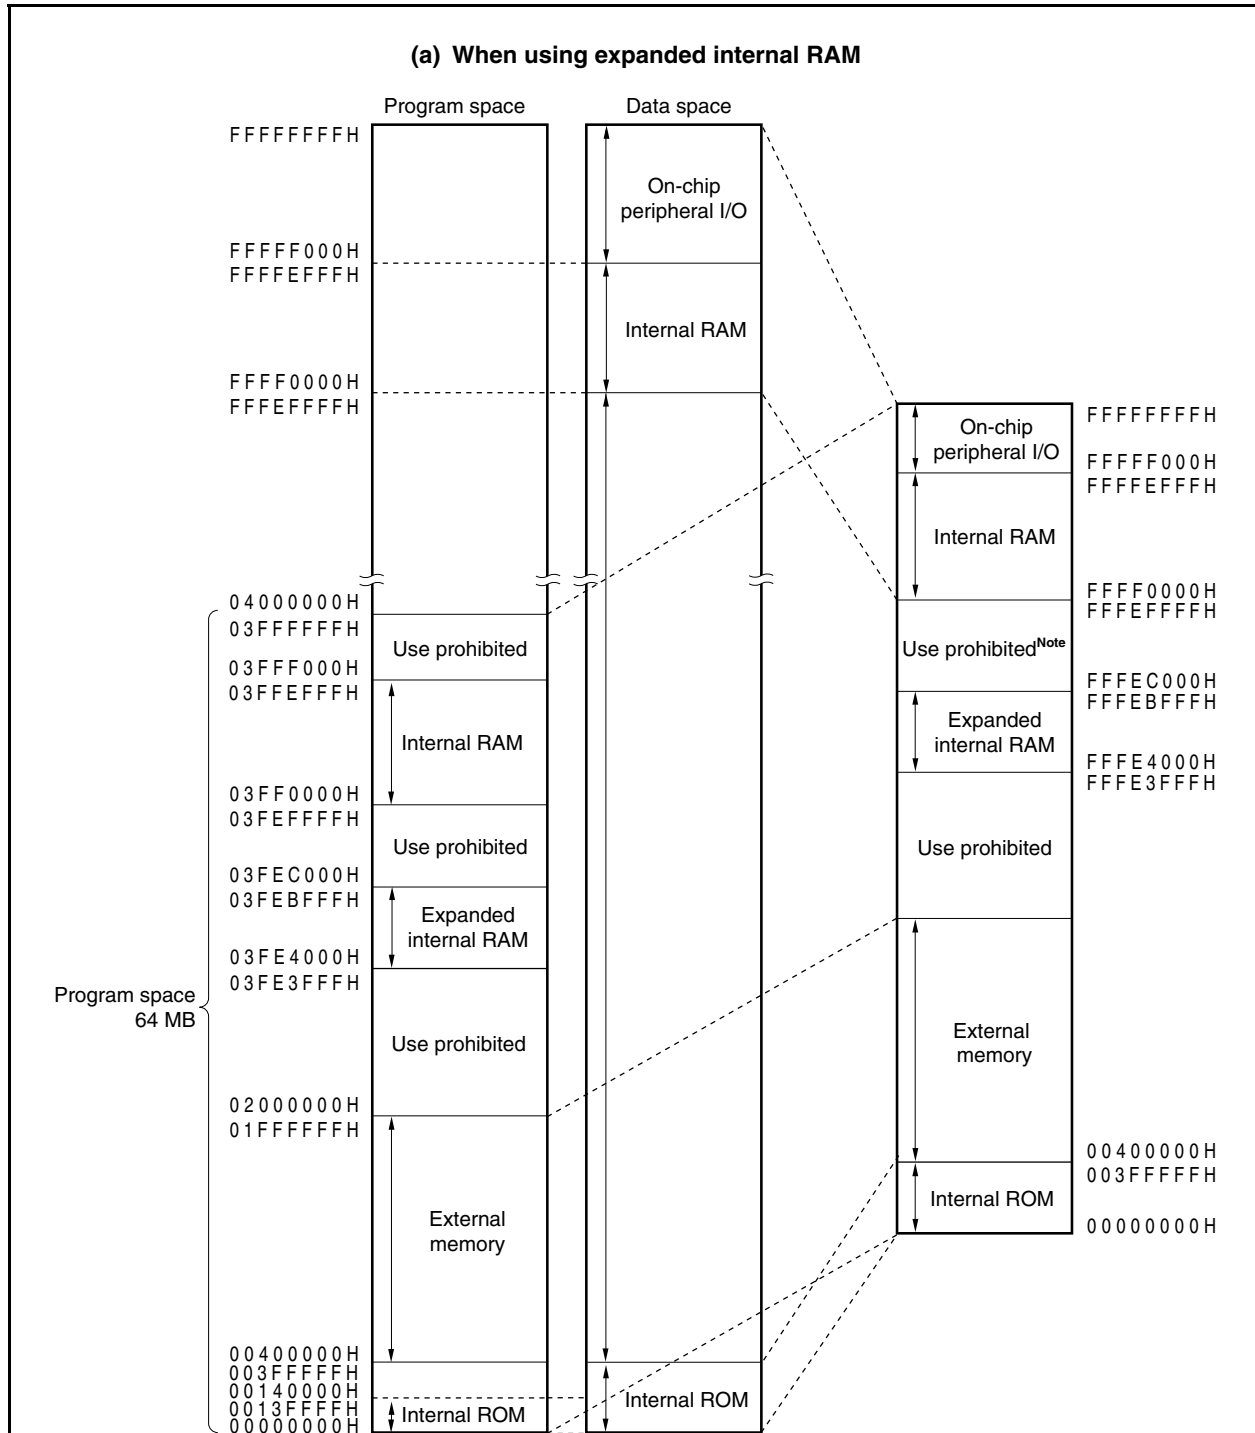 (a) When using expanded internal RAM
Program space
Data space
FFFFFFFFH
On-chip
peripheral I/O
FFFFF000H
FFFFEFFFH
Internal RAM
FFFF0000H
FFFEFFFFH
04000000H
03FFFFFFH
Use prohibited
03FFF000H
03FFEFFFH
Internal RAM
03FF0000H
03FEFFFFH
Use prohibited
03FEC000H
03FEBFFFH
Expanded
internal RAM
03FE4000H
03FE3FFFH
Program space
64 MB
Use prohibited
02000000H
01FFFFFFH
External
memory
00400000H
003FFFFFH
00140000H
0013FFFFH
00000000H
Internal ROM
Internal ROM
On-chip
peripheral I/O
FFFFFFFFH
FFFFF000H
FFFFEFFFH
Internal RAM
FFFF0000H
FFFEFFFFH
Use prohibitedNote
FFFEC000H
FFFEBFFFH
Expanded
internal RAM
FFFE4000H
FFFE3FFFH
Use prohibited
External
memory
00400000H
003FFFFFH
Internal ROM
00000000H